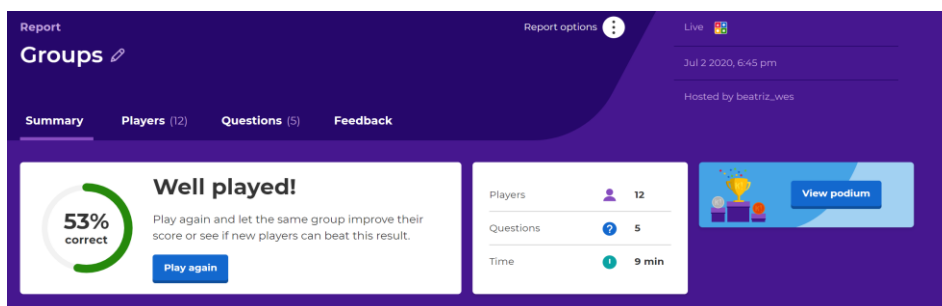 Report
Groups
Report options
Live
Jul 2 2020, 6:45 pm
Hosted by beatriz_wes
Summary
Players (12)
Questions (5)
Feedback
53%
correct
Well played!
Play again and let the same group improve their
score or see if new players can beat this result.
Play again
Players 12
Questions ? 5
Time 9 min
View podium